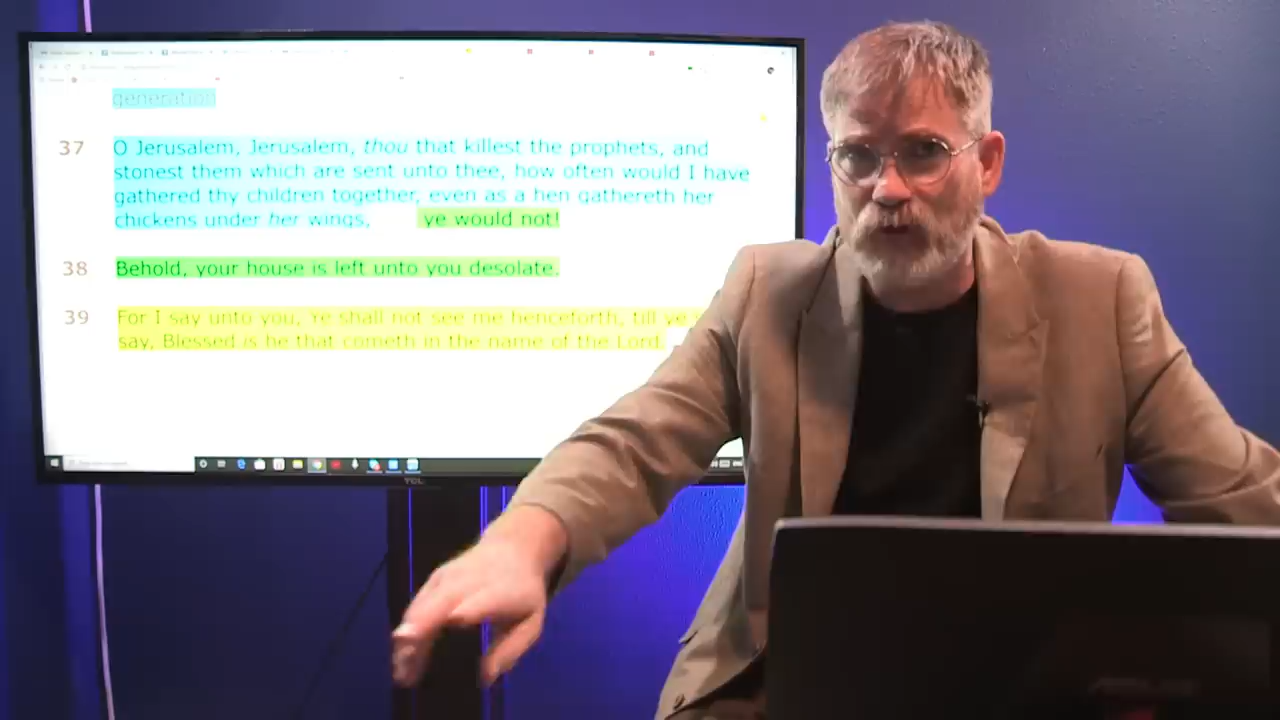 generation
37 O Jerusalem, Jerusalem, thou that killest the prophets, and
stonest them which are sent unto thee, how often would I have
gathered thy children together, even as a hen gathereth her
chickens under her wings, ye would not!
38 Behold, your house is left unto you desolate.
39 For I say unto you, Ye shall not see me henceforth, till ye
say, Blessed is he that cometh in the name of the Lord.
TCL